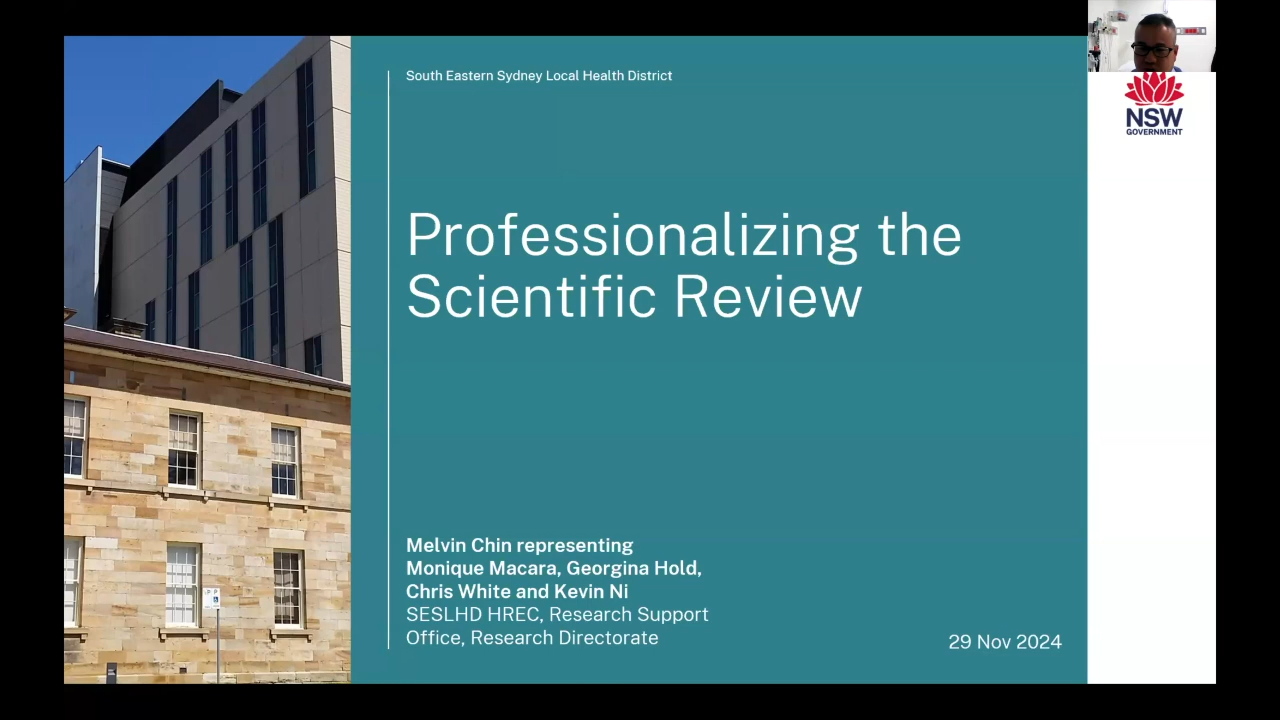 South Eastern Sydney Local Health District
NSW
GOVERNMENT
Professionalizing the
Scientific Review
Melvin Chin representing
Monique Macara, Georgina Hold,
Chris White and Kevin Ni
SESLHD HREC, Research Support
Office, Research Directorate
29 Nov 2024